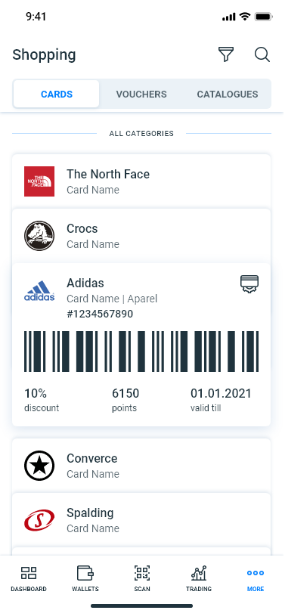 9:41
Shopping
CARDS
VOUCHERS
CATALOGUES
ALL CATEGORIES
THE
NORTH
FACE
The North Face
Card Name
Crocs
Card Name
adidas
Adidas
Card Name | Aparel
#1234567890
10%
discount
6150
points
01.01.2021
valid till
Converce
Card Name
S
Spalding
Card Name
DASHBOARD
WALLETS
SCAN
TRADING
MORE